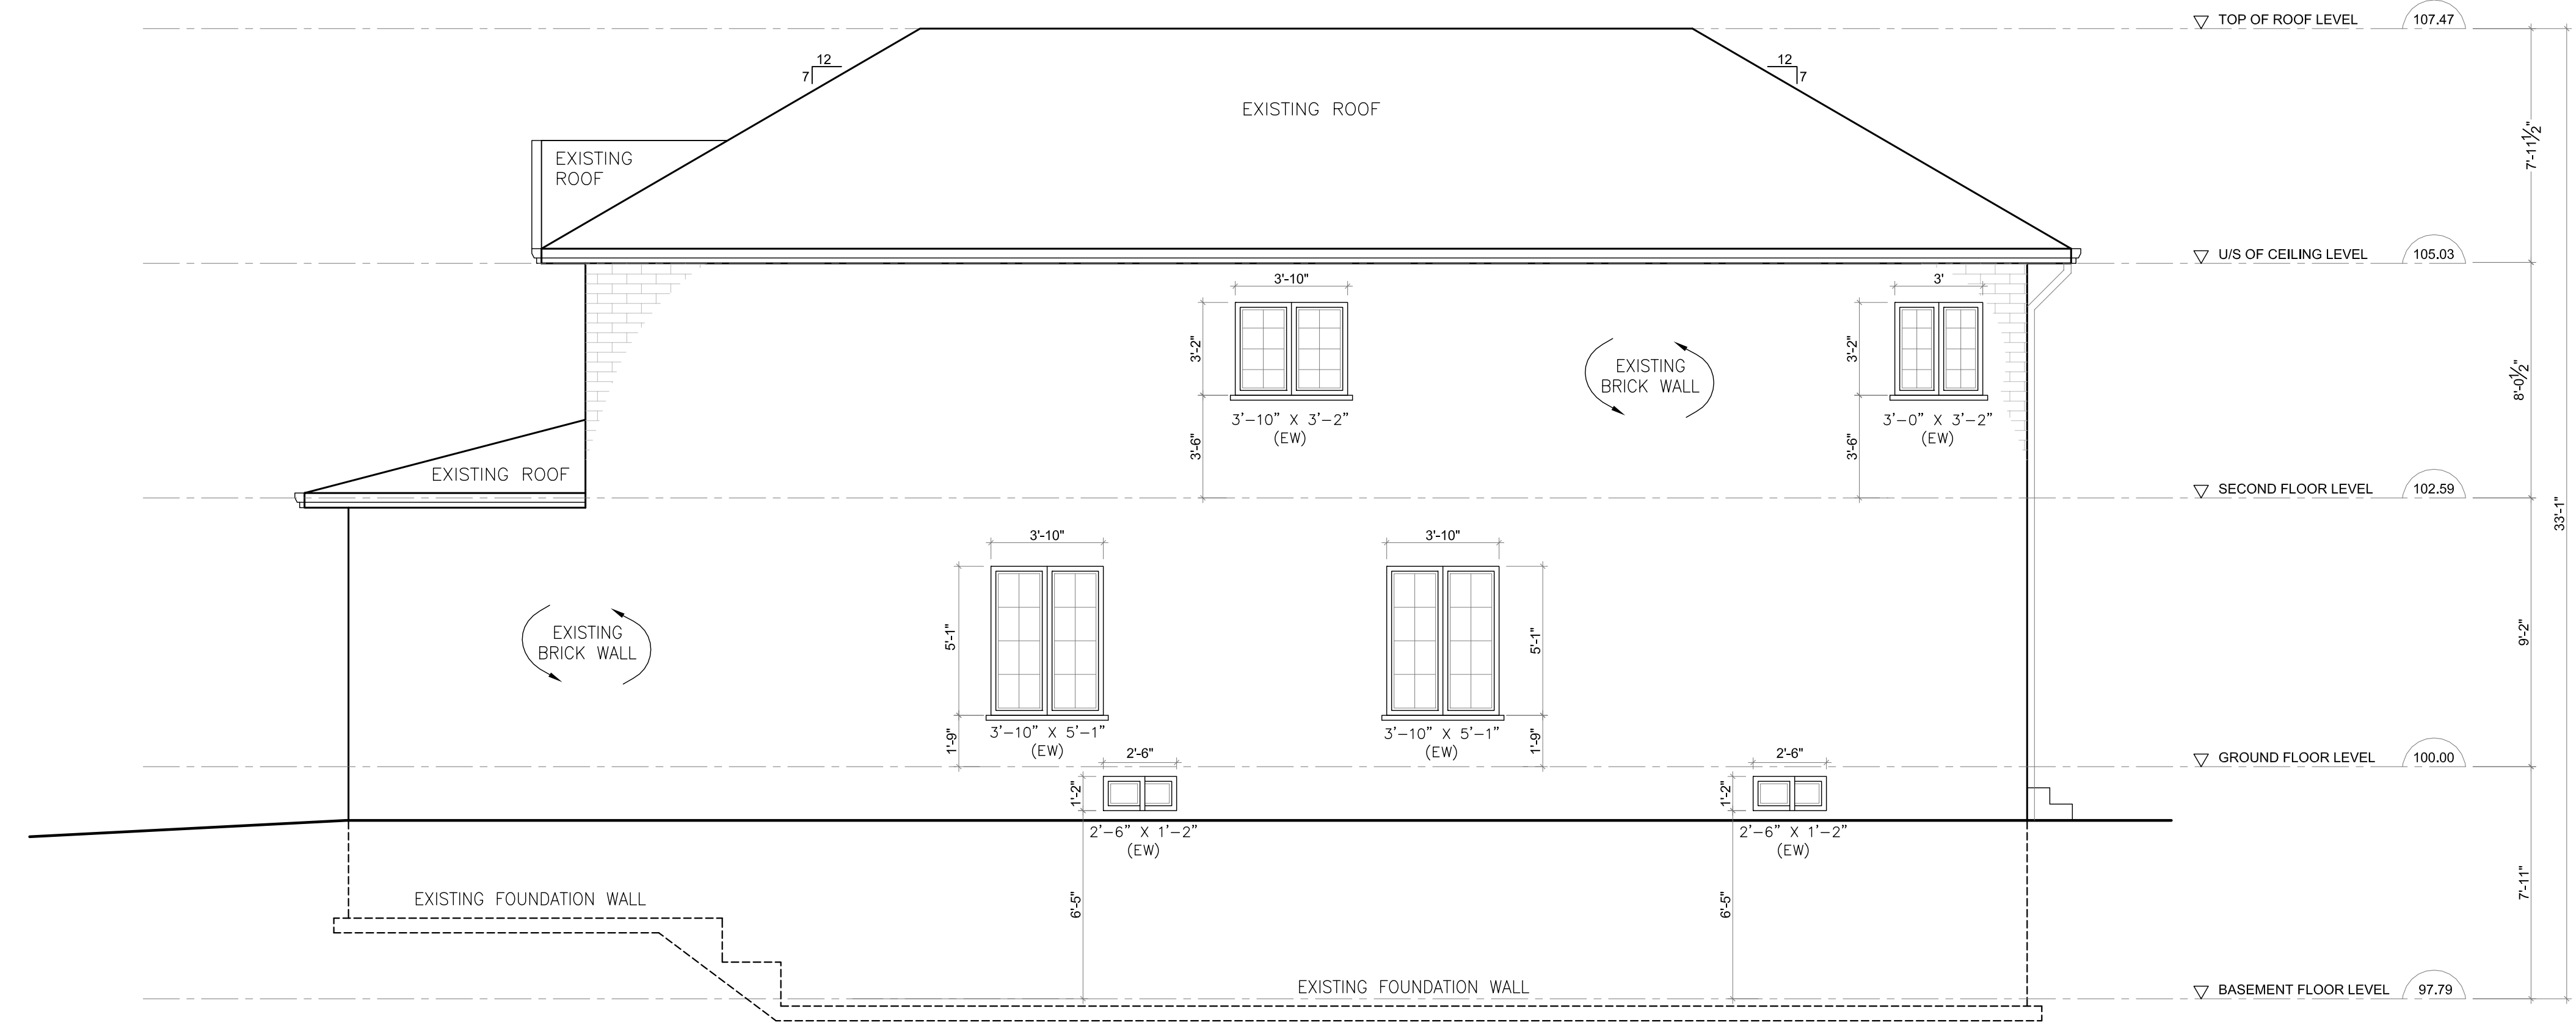 TOP OF ROOF LEVEL 107.47
12
7
12
7
EXISTING ROOF
7'-11½"
EXISTING
ROOF
U/S OF CEILING LEVEL 105.03
3'-10"
3'
3'-2"
3'-2"
EXISTING
BRICK WALL
8'-0½"
3'-10" X 3'-2"
(EW)
3'-0" X 3'-2"
(EW)
3'-6"
3'-6"
EXISTING ROOF
SECOND FLOOR LEVEL 102.59
33'-1"
3'-10"
3'-10"
5'-1"
5'-1"
EXISTING
BRICK WALL
9'-2"
3'-10" X 5'-1"
(EW)
3'-10" X 5'-1"
(EW)
1'-9"
1'-9"
2'-6"
2'-6"
GROUND FLOOR LEVEL 100.00
1'-2"
1'-2"
2'-6" X 1'-2"
(EW)
2'-6" X 1'-2"
(EW)
EXISTING FOUNDATION WALL
6'-5"
6'-5"
7'-11"
EXISTING FOUNDATION WALL
BASEMENT FLOOR LEVEL 97.79